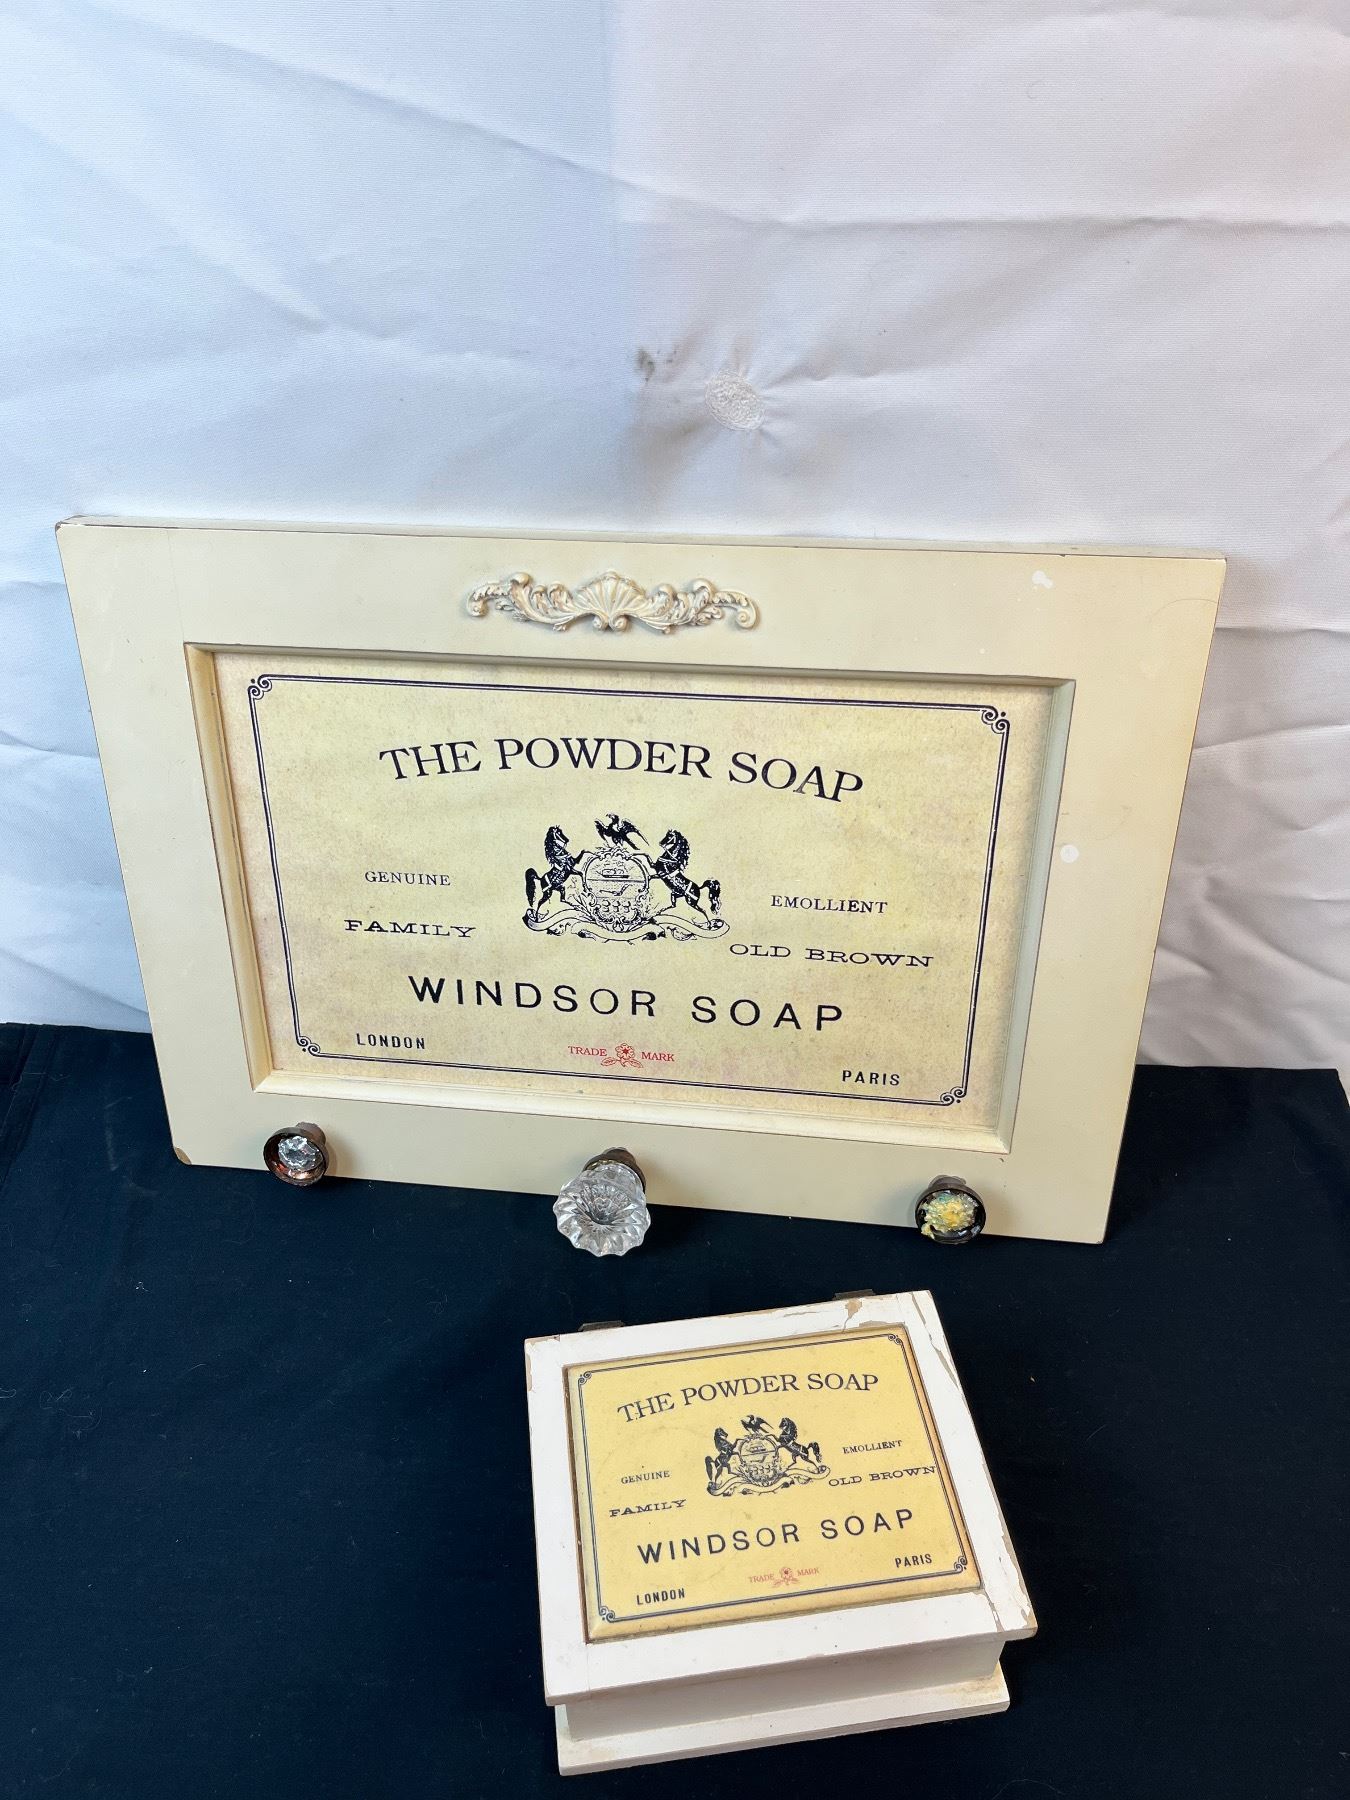 THE POWDER SOAP
GENUINE
EMOLLIENT
FAMILY
OLD BROWN
WINDSOR SOAP
LONDON
TRADE MARK
PARIS
THE POWDER SOAP
GENUINE
EMOLLIENT
FAMILY
OLD BROWN
WINDSOR SOAP
LONDON
TRADE MARK
PARIS